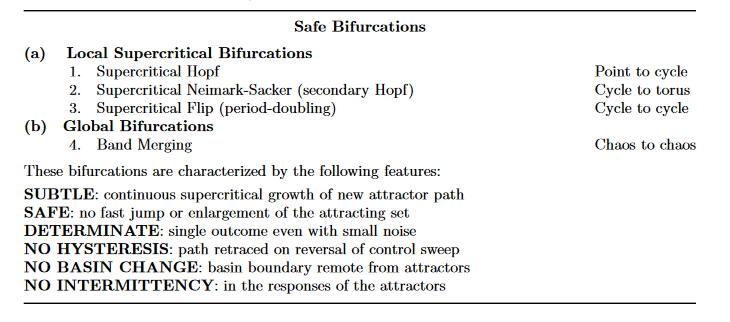 Safe Bifurcations
(a) Local Supercritical Bifurcations
1. Supercritical Hopf Point to cycle
2. Supercritical Neimark-Sacker (secondary Hopf) Cycle to torus
3. Supercritical Flip (period-doubling) Cycle to cycle
(b) Global Bifurcations
4. Band Merging Chaos to chaos
These bifurcations are characterized by the following features:
SUBTLE: continuous supercritical growth of new attractor path
SAFE: no fast jump or enlargement of the attracting set
DETERMINATE: single outcome even with small noise
NO HYSTERESIS: path retraced on reversal of control sweep
NO BASIN CHANGE: basin boundary remote from attractors
NO INTERMITTENCY: in the responses of the attractors